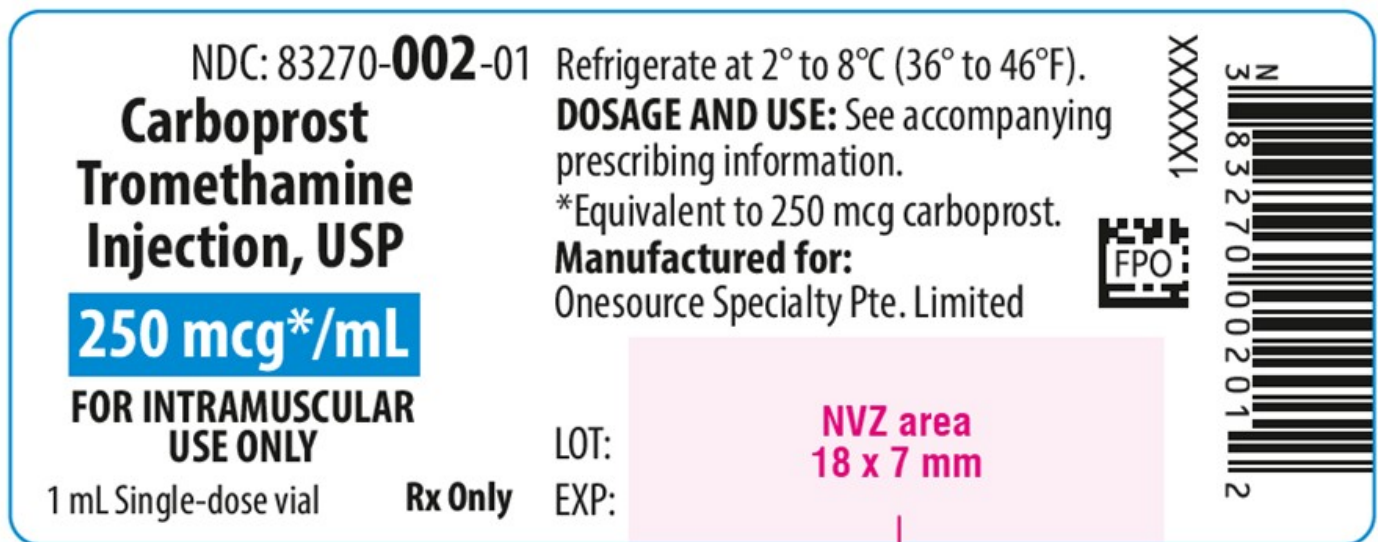 NDC: 83270-002-01
Carboprost
Tromethamine
Injection, USP
250 mcg*/mL
FOR INTRAMUSCULAR
USE ONLY
1 mL Single-dose vial
Rx Only
Refrigerate at 2° to 8°C (36° to 46°F).
DOSAGE AND USE: See accompanying
prescribing information.
*Equivalent to 250 mcg carboprost.
Manufactured for:
Onesource Specialty Pte. Limited
LOT:
EXP:
NVZ area
18 x 7 mm
1XXXXXX
FPO
N
3 83270 00201 2